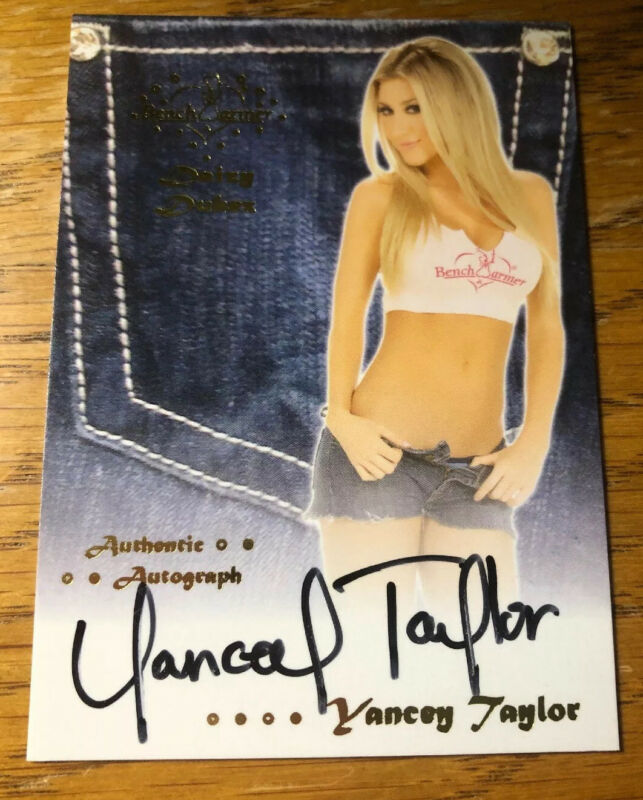 BenchWarmer
Daisy
Dukes
BenchWarmer
Authentic
Autograph
Yancey Taylor
Yancey Taylor